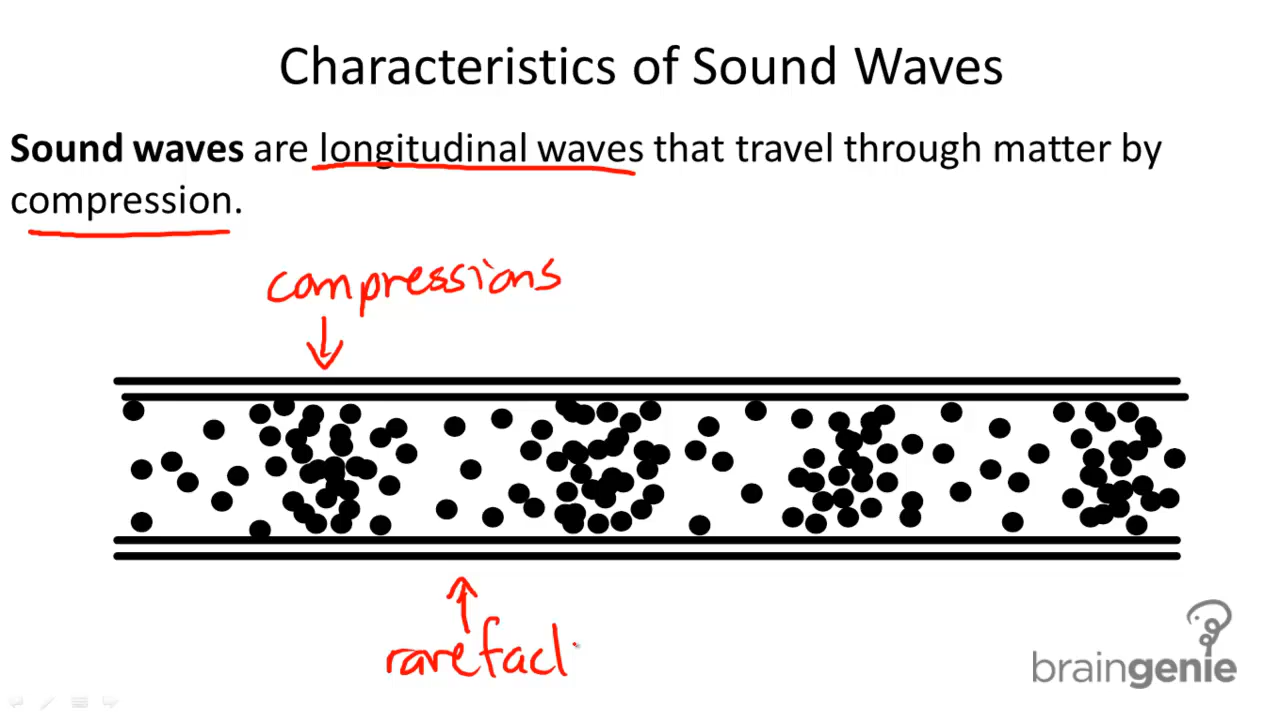 Characteristics of Sound Waves
Sound waves are longitudinal waves that travel through matter by
compression.
compressions
rarefact
braingenie